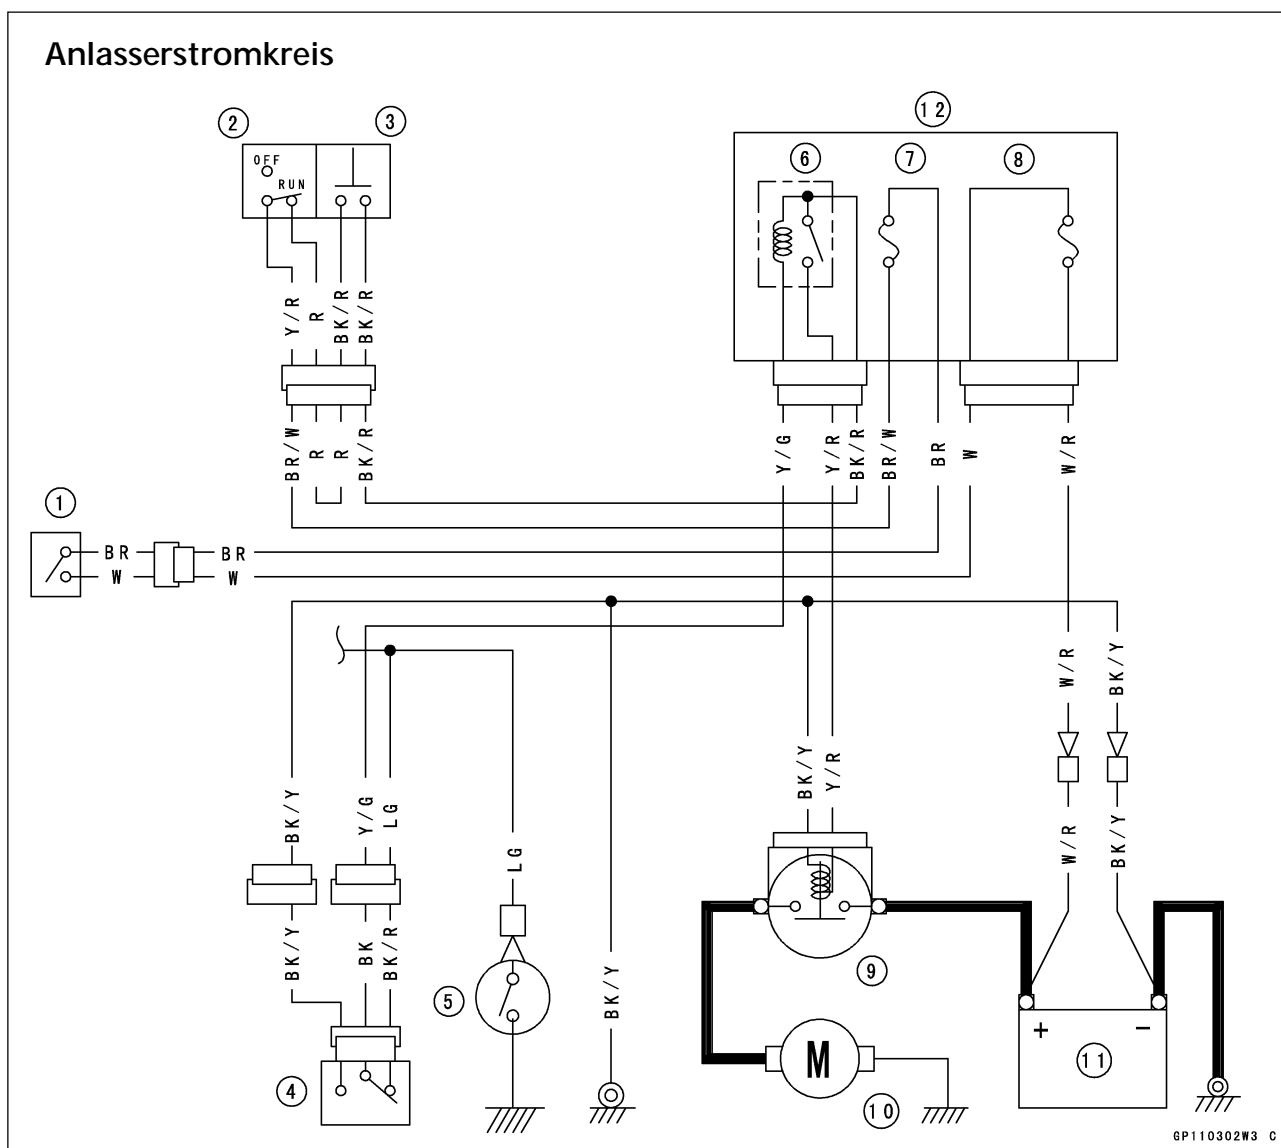 Anlasserstromkreis
2
3
12
OFF
RUN
6
7
8
Y/R
R
BK/R
BK/R
BR/W
R
R
BK/R
Y/G
Y/R
BK/R
BR/W
BR
W
W/R
1
BR
BR
W
W
W/R
BK/Y
BK/Y
Y/R
BK/Y
Y/G
LG
LG
W/R
BK/Y
BK/Y
BK
BK/R
5
BK/Y
9
4
M
10
+
-
11
GP110302W3 C